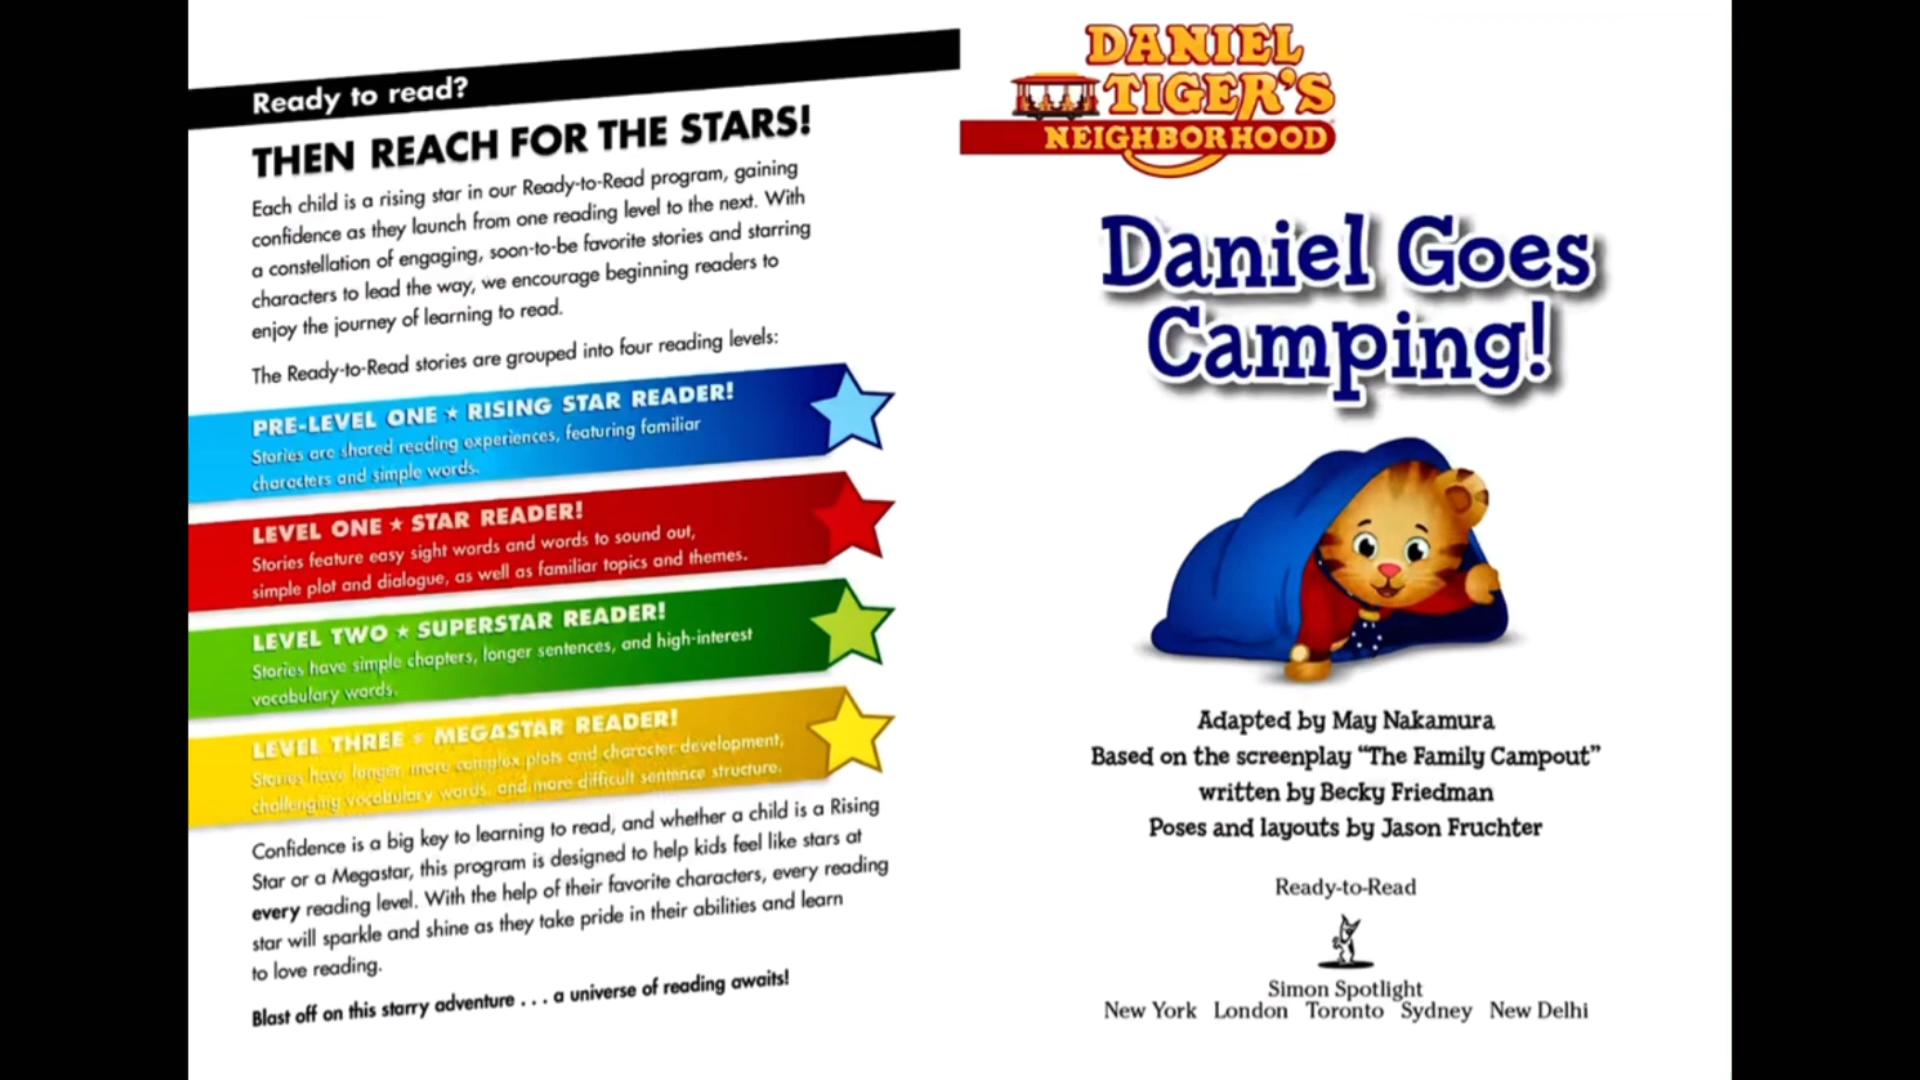 Ready to read?
THEN REACH FOR THE STARS!
Each child is a rising star in our Ready-to-Read program, gaining
confidence as they launch from one reading level to the next. With
a constellation of engaging, soon-to-be favorite stories and starring
characters to lead the way, we encourage beginning readers to
enjoy the journey of learning to read.
The Ready-to-Read stories are grouped into four reading levels:
PRE-LEVEL ONE ★ RISING STAR READER!
Stories are shared reading experiences, featuring familiar
characters and simple words.
LEVEL ONE ★ STAR READER!
Stories feature easy sight words and words to sound out,
simple plot and dialogue, as well as familiar topics and themes.
LEVEL TWO ★ SUPERSTAR READER!
Stories have simple chapters, longer sentences, and high-interest
vocabulary words.
LEVEL THREE ★ MEGASTAR READER!
Stories have longer, more complex plots and character development,
challenging vocabulary words, and more difficult sentence structure.
Confidence is a big key to learning to read, and whether a child is a Rising
Star or a Megastar, this program is designed to help kids feel like stars at
every reading level. With the help of their favorite characters, every reading
star will sparkle and shine as they take pride in their abilities and learn
to love reading.
Blast off on this starry adventure . . . a universe of reading awaits!
DANIEL
TIGER'S
NEIGHBORHOOD
Daniel Goes
Camping!
Adapted by May Nakamura
Based on the screenplay “The Family Campout”
written by Becky Friedman
Poses and layouts by Jason Fruchter
Ready-to-Read
Simon Spotlight
New York London Toronto Sydney New Delhi